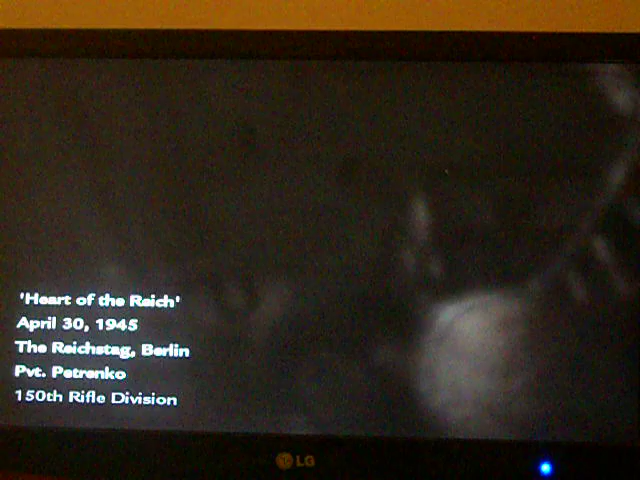 'Heart of the Reich'
April 30, 1945
The Reichstag, Berlin
Pvt. Petrenko
150th Rifle Division
LG